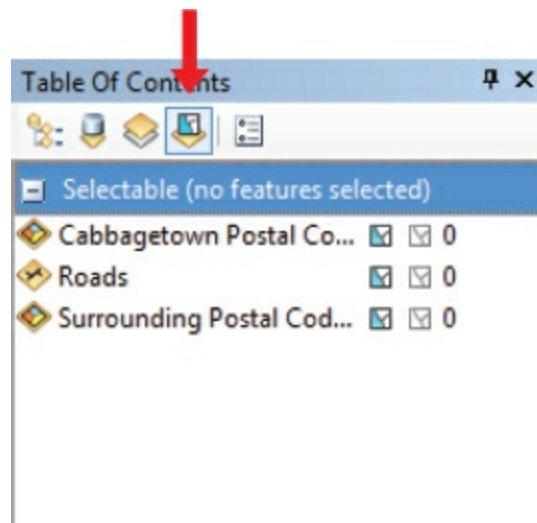 Table Of Contents
Selectable (no features selected)
Cabbagetown Postal Co... 0
Roads 0
Surrounding Postal Cod... 0